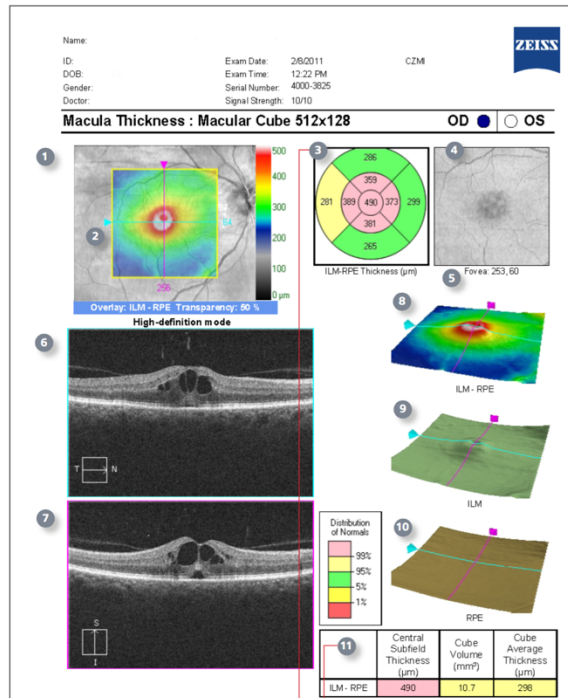 Name:
ZEISS
ID:
Exam Date: 2/8/2011
CZMI
DOB:
Exam Time: 12:22 PM
Gender:
Serial Number: 4000-3825
Doctor:
Signal Strength: 10/10
Macula Thickness : Macular Cube 512x128
OD OS
1
500
400
300
200
100
0 µm
2
64
256
Overlay: ILM - RPE Transparency: 50 %
3
286
359
281 389 490 373 299
381
265
ILM-RPE Thickness (µm)
4
Fovea: 253, 60
5
High-definition mode
6
T N
8
ILM - RPE
9
ILM
7
S
I
Distribution
of Normals
99%
95%
5%
1%
10
RPE
11
Central Subfield Thickness (µm)
Cube Volume (mm³)
Cube Average Thickness (µm)
ILM - RPE 490 10.7 298